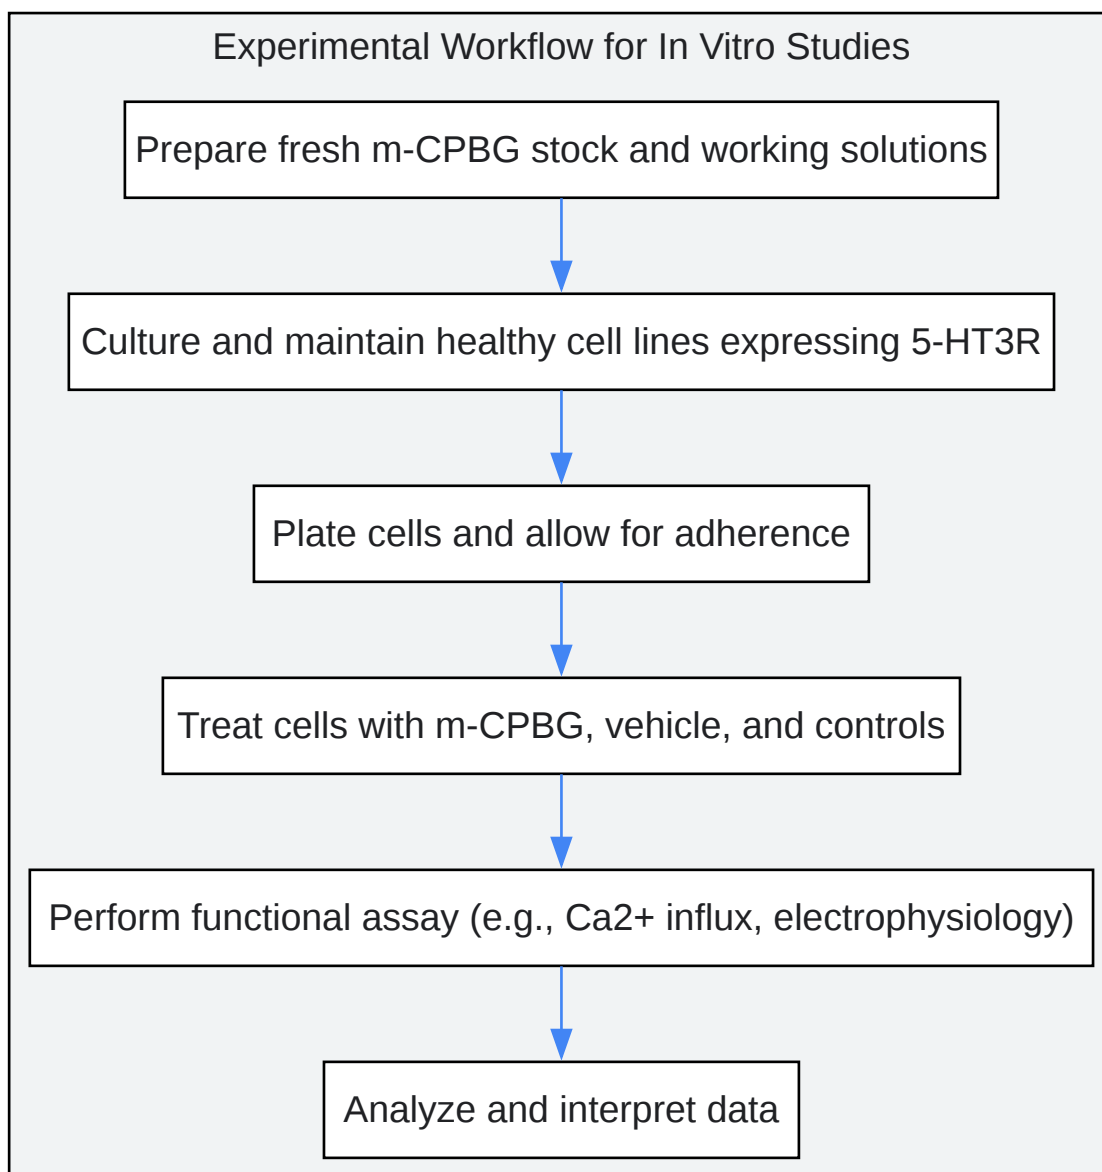 Experimental Workflow for In Vitro Studies
Prepare fresh m-CPBG stock and working solutions
Culture and maintain healthy cell lines expressing 5-HT3R
Plate cells and allow for adherence
Treat cells with m-CPBG, vehicle, and controls
Perform functional assay (e.g., Ca2+ influx, electrophysiology)
Analyze and interpret data